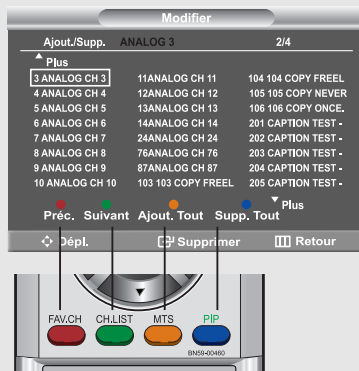 Modifier
Ajout./Supp. ANALOG 3 2/4
Plus
3 ANALOG CH 3 11ANALOG CH 11 104 104 COPY FREEL
4 ANALOG CH 4 12ANALOG CH 12 105 105 COPY NEVER
5 ANALOG CH 5 13ANALOG CH 13 106 106 COPY ONCE.
6 ANALOG CH 6 14ANALOG CH 14 201 CAPTION TEST -
7 ANALOG CH 7 24ANALOG CH 24 202 CAPTION TEST -
8 ANALOG CH 8 76ANALOG CH 76 203 CAPTION TEST -
9 ANALOG CH 9 87ANALOG CH 87 204 CAPTION TEST -
10 ANALOG CH 10 103 103 COPY FREEL 205 CAPTION TEST -
Plus
Préc. Suivant Ajout. Tout Supp. Tout
Dépl. Supprimer Retour
FAV.CH CH.LIST MTS PIP
BN59-00460